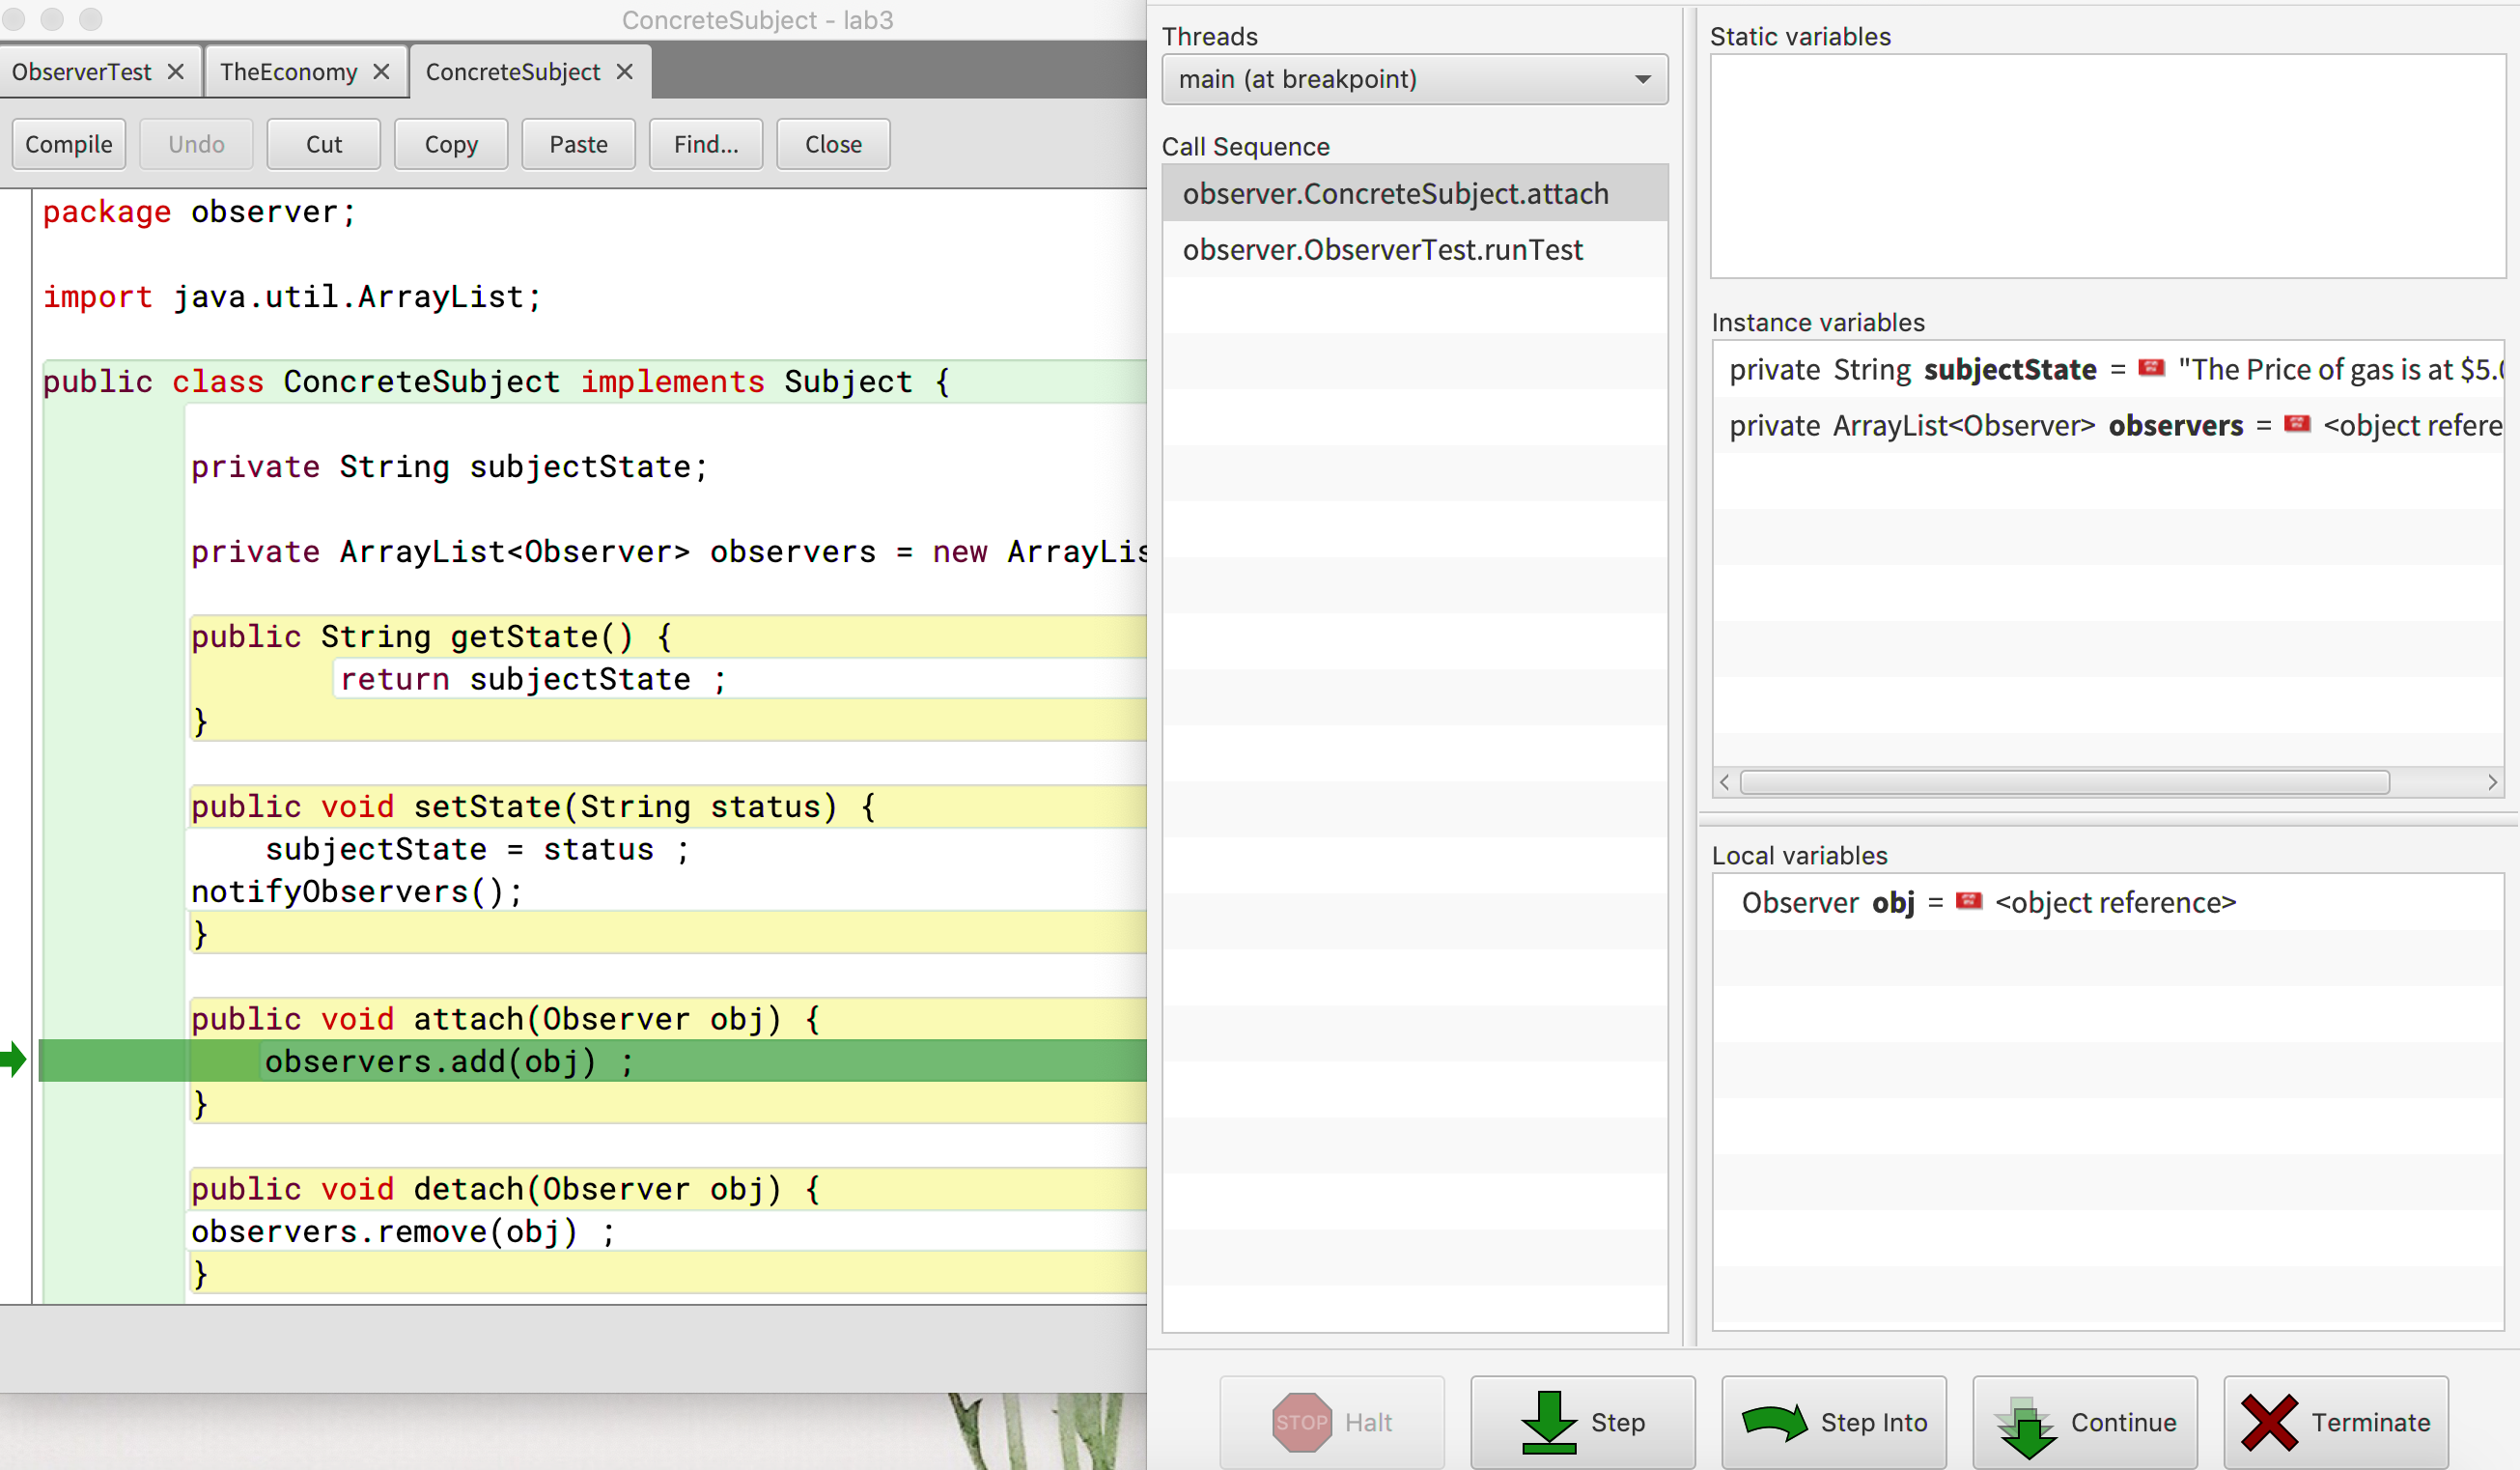 ConcreteSubject - lab3
ObserverTest
TheEconomy
ConcreteSubject
Compile
Undo
Cut
Copy
Paste
Find...
Close
package observer;
import java.util.ArrayList;
public class ConcreteSubject implements Subject {
private String subjectState;
private ArrayList<Observer> observers = new ArrayLis
public String getState() {
return subjectState ;
}
public void setState(String status) {
subjectState = status ;
notifyObservers();
}
public void attach(Observer obj) {
observers.add(obj) ;
}
public void detach(Observer obj) {
observers.remove(obj) ;
}
Threads
main (at breakpoint)
Call Sequence
observer.ConcreteSubject.attach
observer.ObserverTest.runTest
Static variables
Instance variables
private String subjectState = "The Price of gas is at $5.0
private ArrayList<Observer> observers = <object refere
Local variables
Observer obj = <object reference>
STOP Halt
Step
Step Into
Continue
Terminate